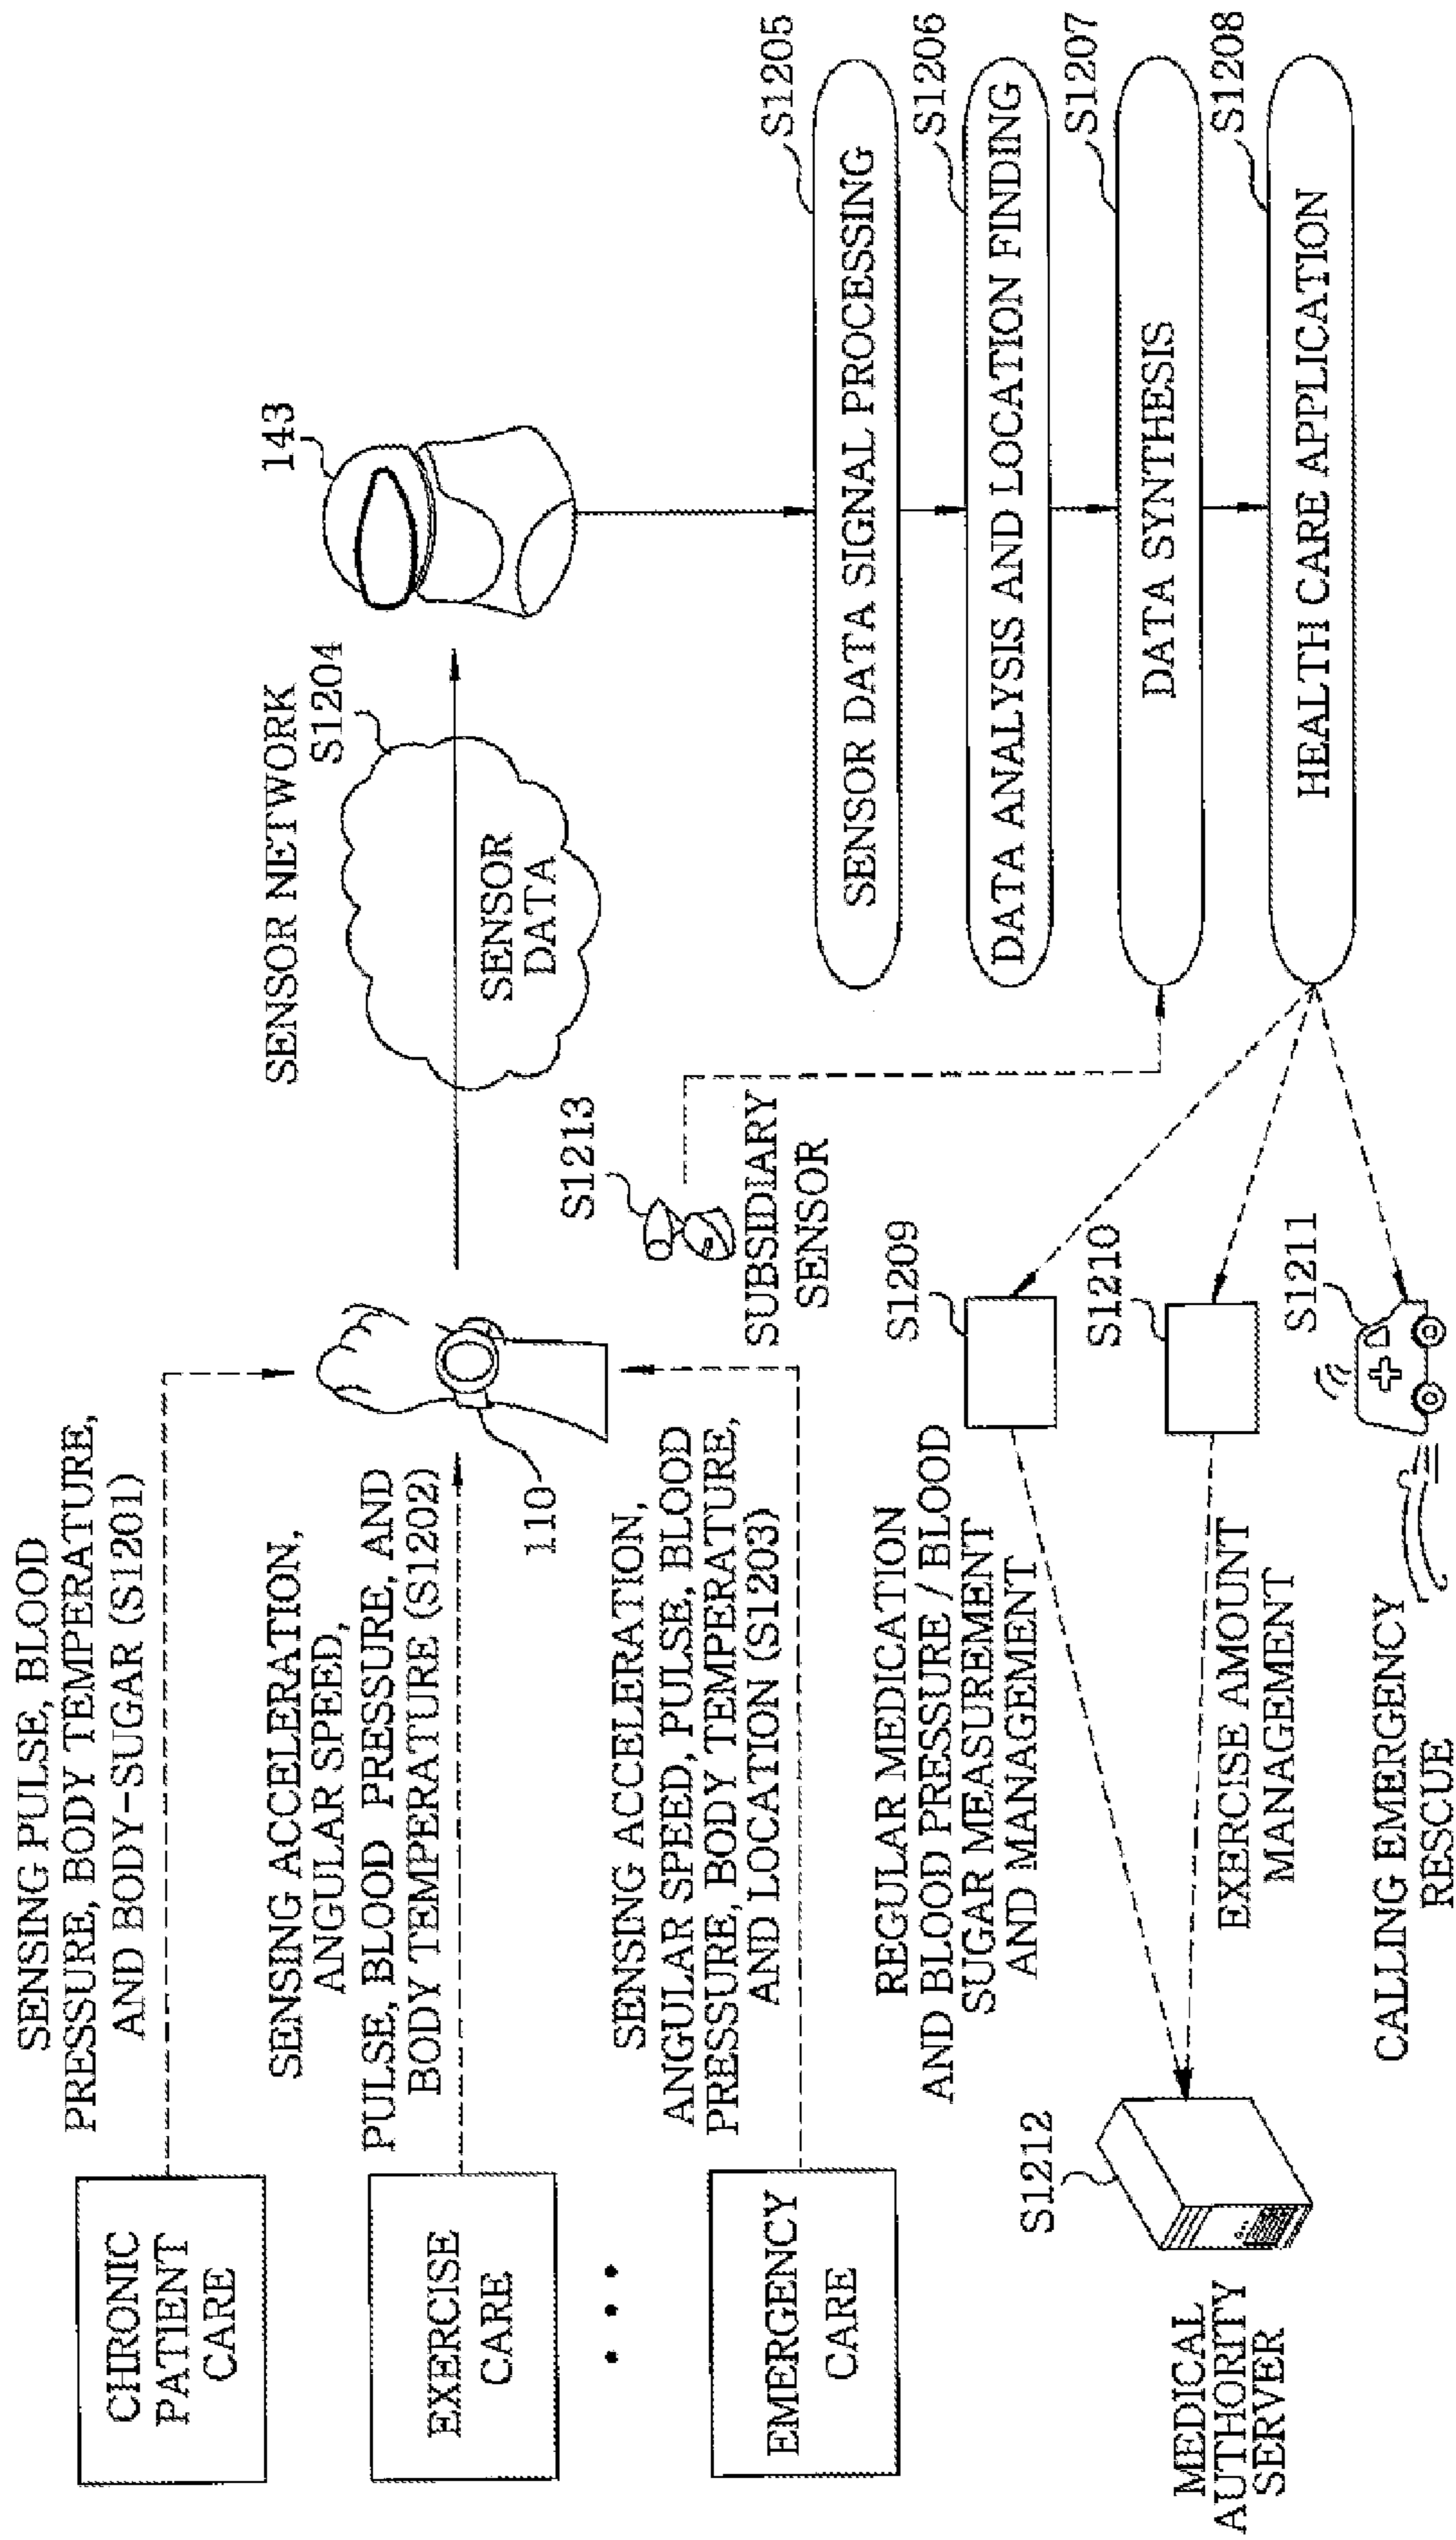 SENSING PULSE, BLOOD
PRESSURE, BODY TEMPERATURE,
AND BODY-SUGAR (S1201)
CHRONIC
PATIENT
CARE
SENSING ACCELERATION,
ANGULAR SPEED,
PULSE, BLOOD PRESSURE, AND
BODY TEMPERATURE (S1202)
EXERCISE
CARE
110
SENSING ACCELERATION,
ANGULAR SPEED, PULSE, BLOOD
PRESSURE, BODY TEMPERATURE,
AND LOCATION (S1203)
EMERGENCY
CARE
SENSOR NETWORK
S1204
SENSOR
DATA
143
S1213
SUBSIDIARY
SENSOR
S1205
SENSOR DATA SIGNAL PROCESSING
S1206
DATA ANALYSIS AND LOCATION FINDING
S1207
DATA SYNTHESIS
S1208
HEALTH CARE APPLICATION
S1209
REGULAR MEDICATION
AND BLOOD PRESSURE / BLOOD
SUGAR MEASUREMENT
AND MANAGEMENT
S1210
EXERCISE AMOUNT
MANAGEMENT
S1211
CALLING EMERGENCY
RESCUE
S1212
MEDICAL
AUTHORITY
SERVER